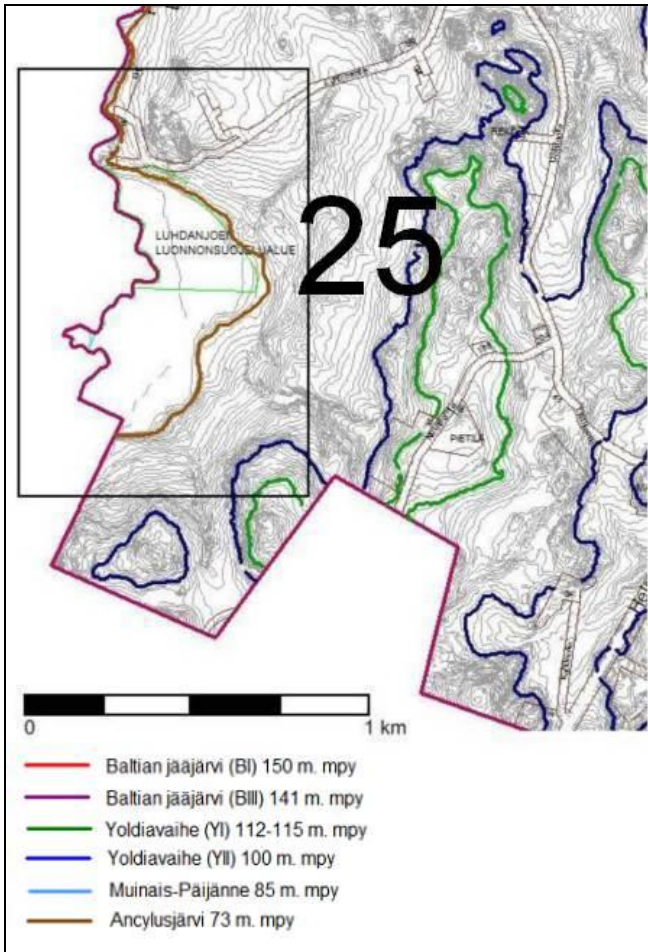 LUHDANJOEN
LUONNONSUOJELUALUE
25
PIETILÄ
0
1 km
Baltian jääjärvi (BI) 150 m. mpy
Baltian jääjärvi (BIII) 141 m. mpy
Yoldiavaihe (YI) 112-115 m. mpy
Yoldiavaihe (YII) 100 m. mpy
Muinais-Päijänne 85 m. mpy
Ancylusjärvi 73 m. mpy